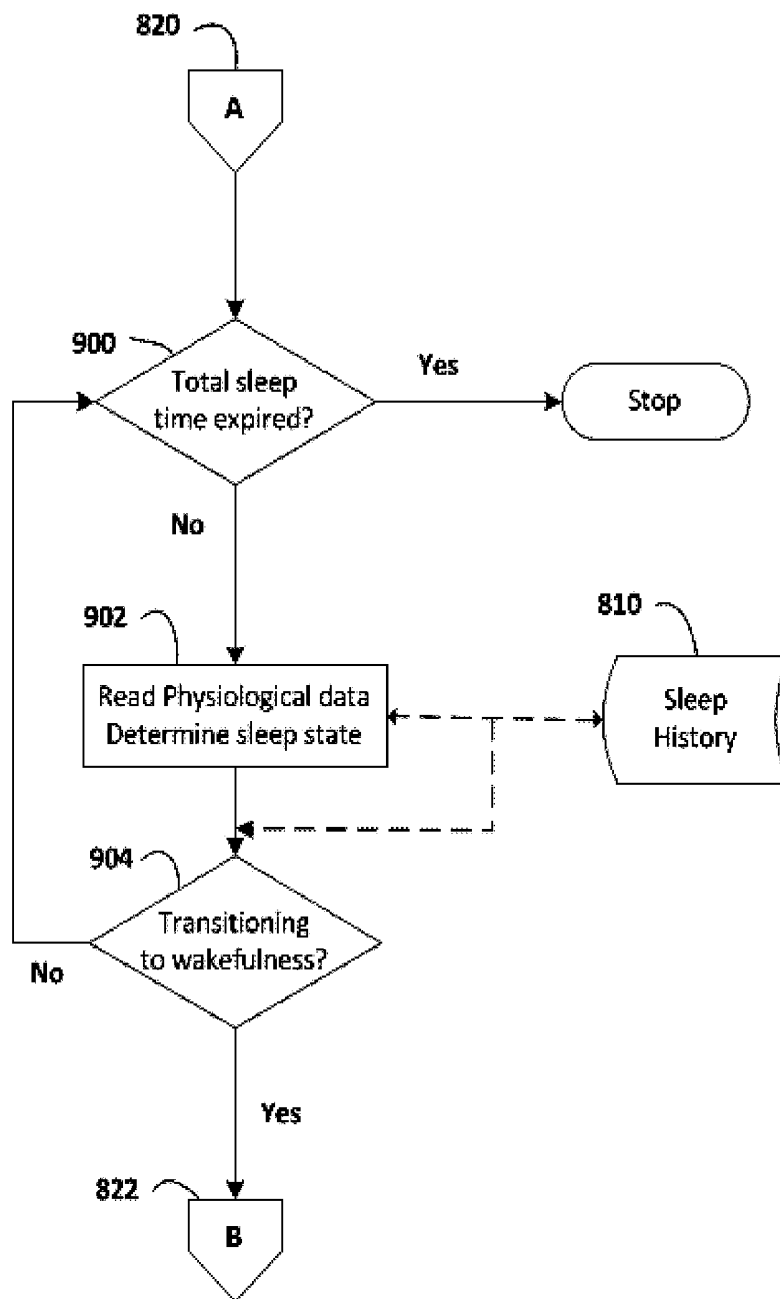 820
A
900
Total sleep
time expired?
Yes
Stop
No
902
Read Physiological data
Determine sleep state
810
Sleep
History
904
Transitioning
to wakefulness?
No
Yes
822
B